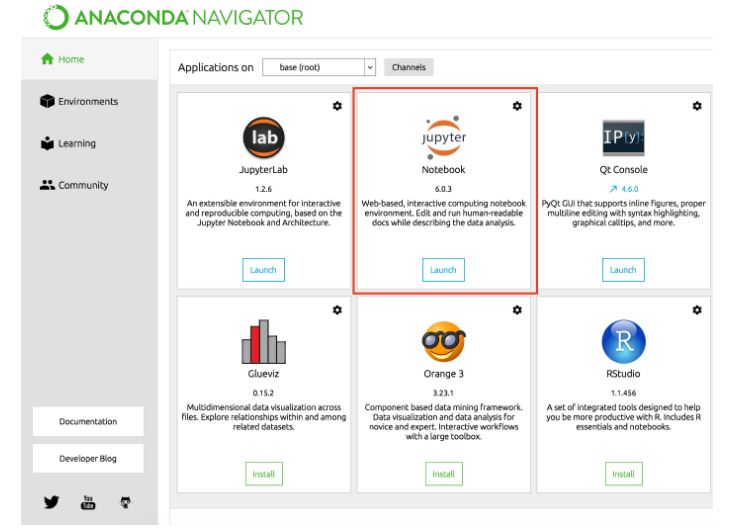 ANACONDA NAVIGATOR
Home
Environments
Learning
Community
Documentation
Developer Blog
You
Tube
Applications on
base (root)
Channels
lab
JupyterLab
1.2.6
An extensible environment for interactive
and reproducible computing, based on the
Jupyter Notebook and Architecture.
Launch
jupyter
Notebook
6.0.3
Web-based, interactive computing notebook
environment. Edit and run human-readable
docs while describing the data analysis.
Launch
IP[y]:
Qt Console
4.6.0
PyQt GUI that supports inline figures, proper
multiline editing with syntax highlighting,
graphical calltips, and more.
Launch
Glueviz
0.15.2
Multidimensional data visualization across
files. Explore relationships within and among
related datasets.
Install
Orange 3
3.23.1
Component based data mining framework.
Data visualization and data analysis for
novice and expert. Interactive workflows
with a large toolbox.
Install
R
RStudio
1.1.456
A set of integrated tools designed to help
you be more productive with R. Includes R
essentials and notebooks.
Install